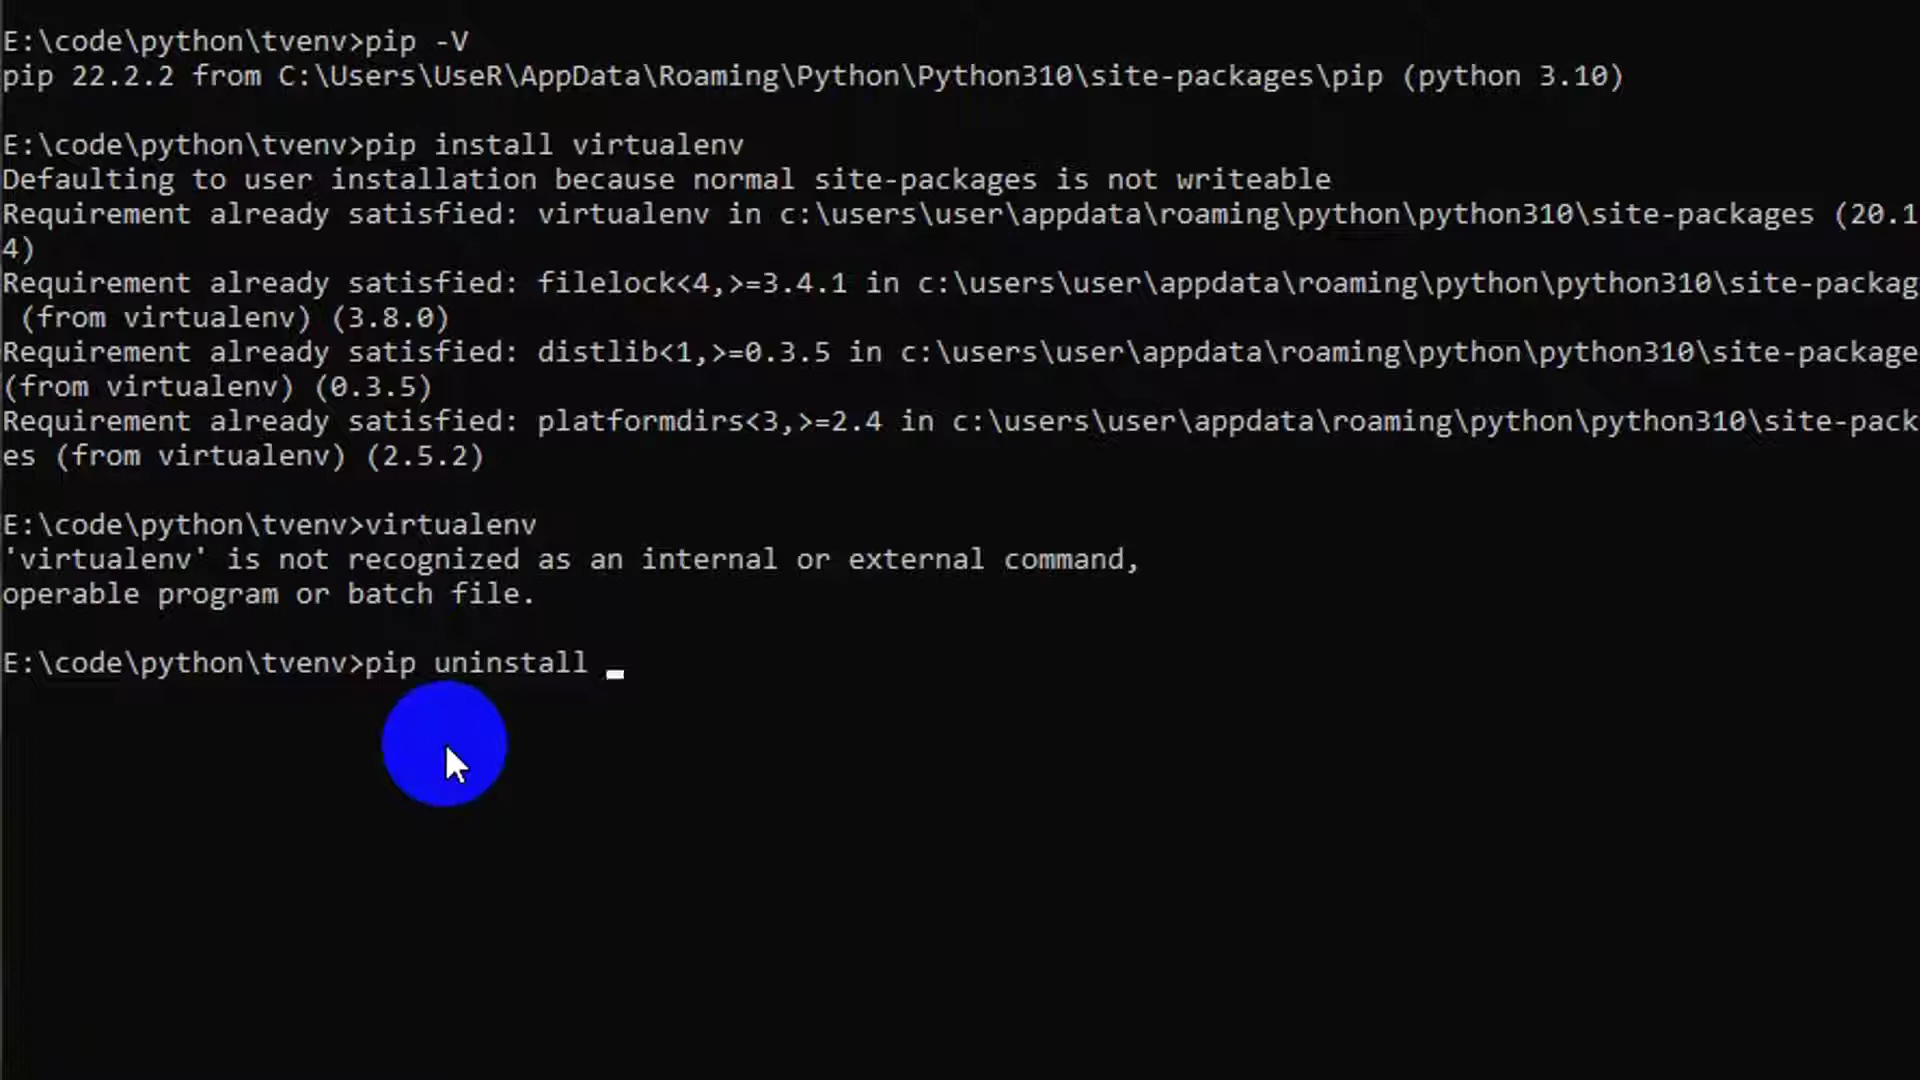 E:\code\python\tvenv>pip -V
pip 22.2.2 from C:\Users\UseR\AppData\Roaming\Python\Python310\site-packages\pip (python 3.10)
E:\code\python\tvenv>pip install virtualenv
Defaulting to user installation because normal site-packages is not writeable
Requirement already satisfied: virtualenv in c:\users\user\appdata\roaming\python\python310\site-packages (20.1
4)
Requirement already satisfied: filelock<4,>=3.4.1 in c:\users\user\appdata\roaming\python\python310\site-packag
(from virtualenv) (3.8.0)
Requirement already satisfied: distlib<1,>=0.3.5 in c:\users\user\appdata\roaming\python\python310\site-package
(from virtualenv) (0.3.5)
Requirement already satisfied: platformdirs<3,>=2.4 in c:\users\user\appdata\roaming\python\python310\site-pack
es (from virtualenv) (2.5.2)
E:\code\python\tvenv>virtualenv
'virtualenv' is not recognized as an internal or external command,
operable program or batch file.
E:\code\python\tvenv>pip uninstall